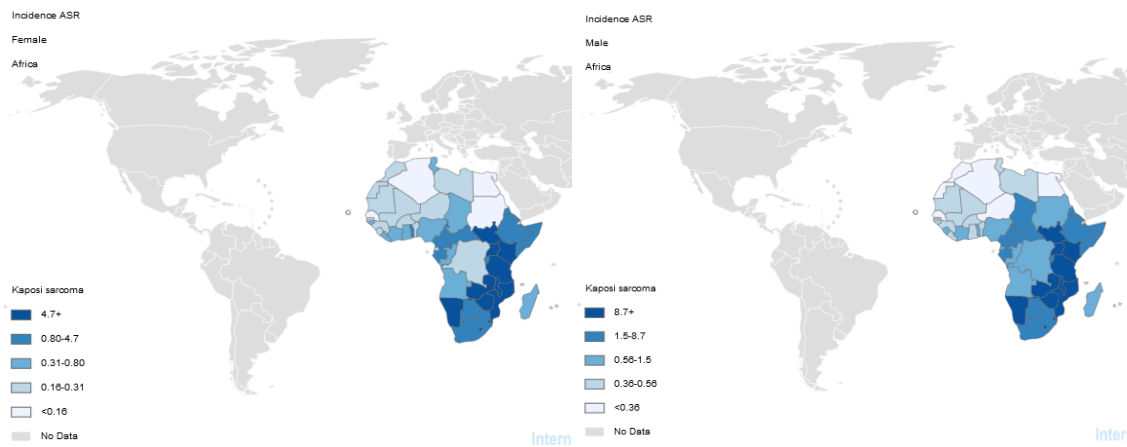 Incidence ASR
Female
Africa
Kaposi sarcoma
4.7+
0.80-4.7
0.31-0.80
0.16-0.31
<0.16
No Data
Intern
Incidence ASR
Male
Africa
Kaposi sarcoma
8.7+
1.5-8.7
0.56-1.5
0.36-0.56
<0.36
No Data
Inter